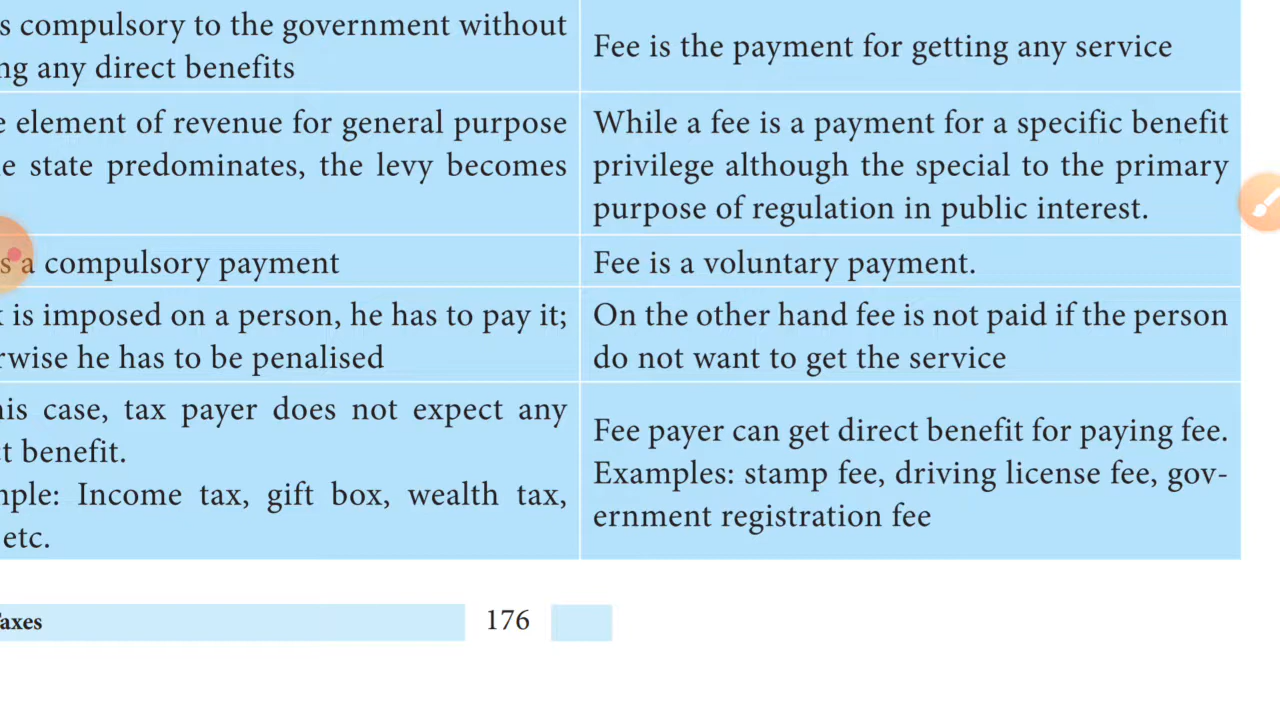 s compulsory to the government without
ng any direct benefits
Fee is the payment for getting any service
e element of revenue for general purpose
e state predominates, the levy becomes
While a fee is a payment for a specific benefit
privilege although the special to the primary
purpose of regulation in public interest.
s a compulsory payment
Fee is a voluntary payment.
x is imposed on a person, he has to pay it;
rwise he has to be penalised
On the other hand fee is not paid if the person
do not want to get the service
his case, tax payer does not expect any
ct benefit.
mple: Income tax, gift box, wealth tax,
etc.
Fee payer can get direct benefit for paying fee.
Examples: stamp fee, driving license fee, gov-
ernment registration fee
Taxes
176